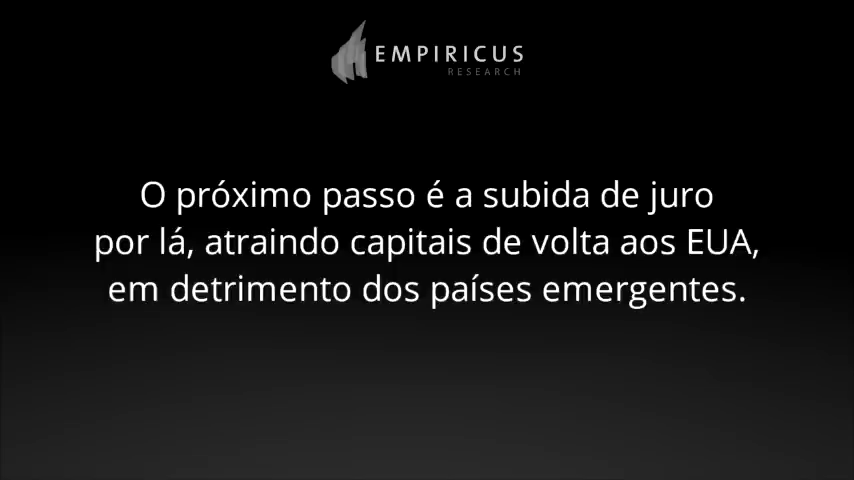 EMPIRICUS
RESEARCH
O próximo passo é a subida de juro
por lá, atraindo capitais de volta aos EUA,
em detrimento dos países emergentes.